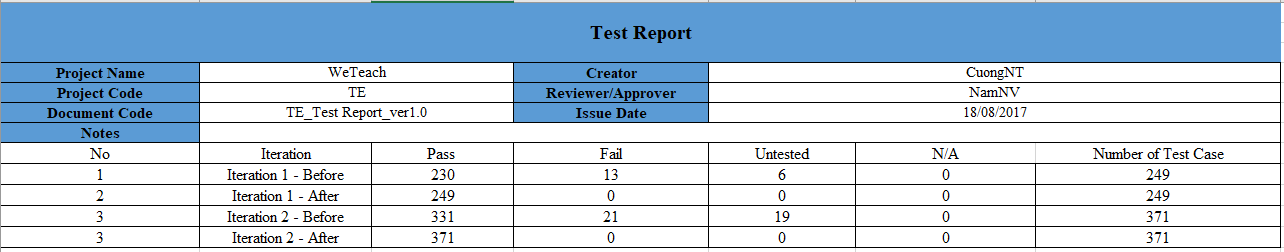 Test Report
Project Name WeTeach Creator CuongNT
Project Code TE Reviewer/Approver NamNV
Document Code TE_Test Report_ver1.0 Issue Date 18/08/2017
Notes
No Iteration Pass Fail Untested N/A Number of Test Case
1 Iteration 1 - Before 230 13 6 0 249
2 Iteration 1 - After 249 0 0 0 249
3 Iteration 2 - Before 331 21 19 0 371
3 Iteration 2 - After 371 0 0 0 371